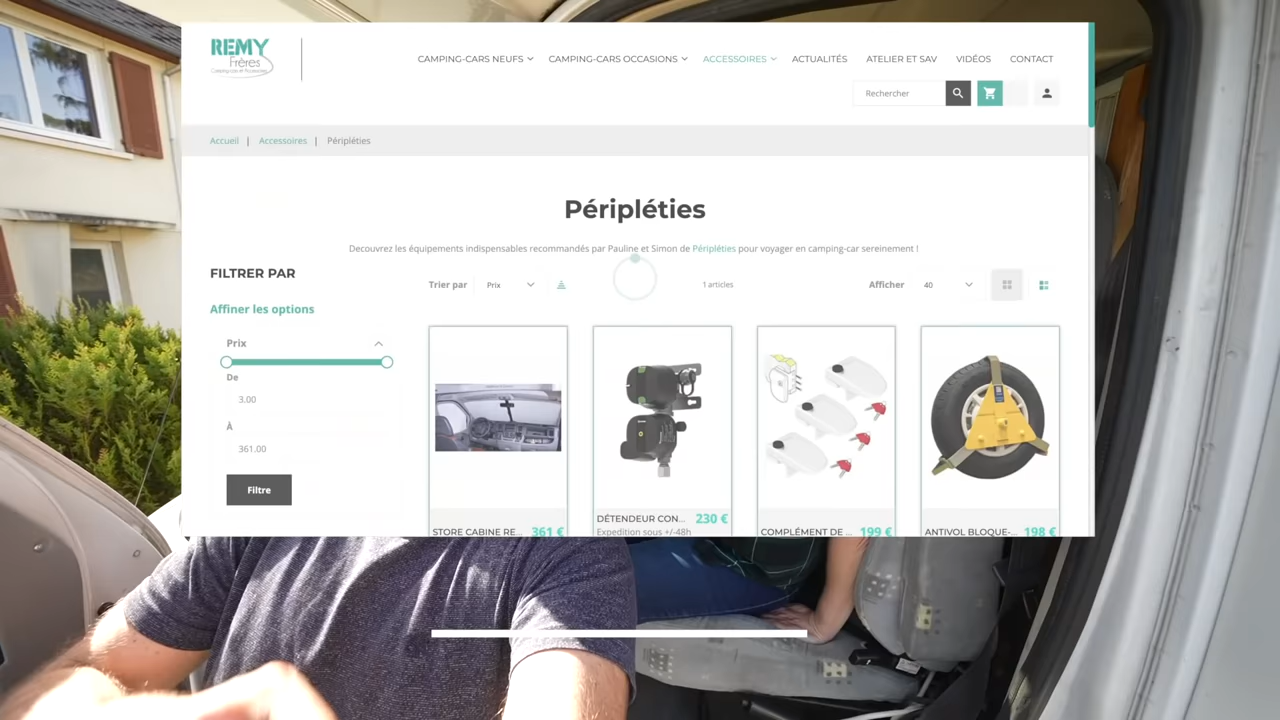 REMY
Frères
Camping-cars et Accessoires
CAMPING-CARS NEUFS
CAMPING-CARS OCCASIONS
ACCESSOIRES
ACTUALITÉS
ATELIER ET SAV
VIDÉOS
CONTACT
Rechercher
Accueil | Accessoires | Péripléties
Péripléties
Decouvrez les équipements indispensables recommandés par Pauline et Simon de Péripléties pour voyager en camping-car sereinement !
FILTRER PAR
Trier par
Prix
1 articles
Afficher
40
Affiner les options
Prix
De
3.00
À
361.00
Filtre
STORE CABINE RE... 361 €
DÉTENDEUR CON... 230 €
Expedition sous +/-48h
COMPLÉMENT DE ... 199 €
ANTIVOL BLOQUE-... 198 €